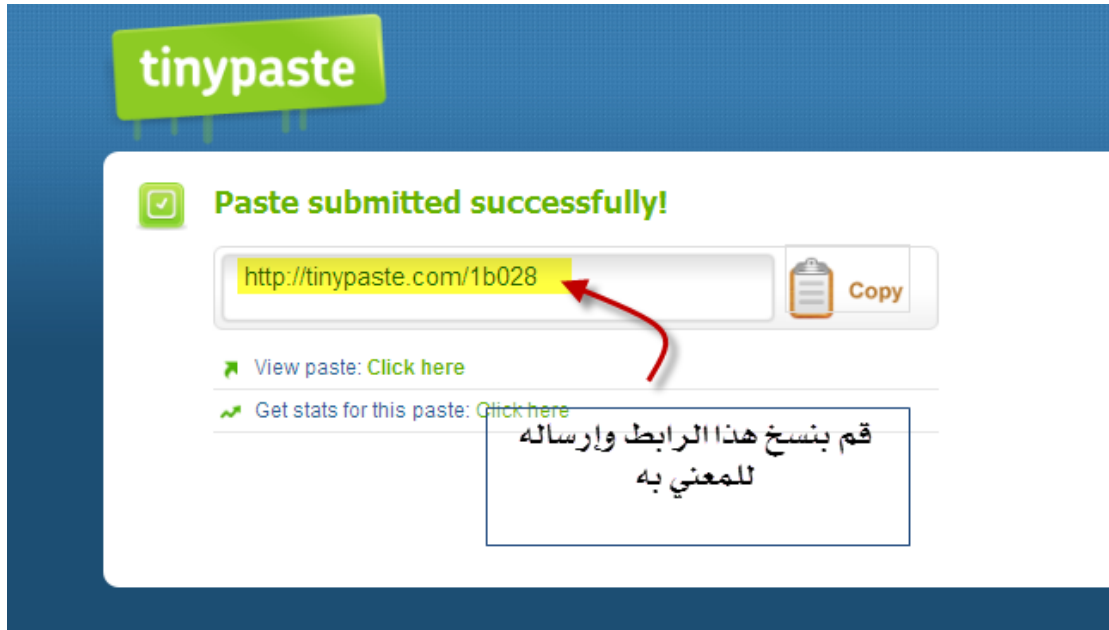 tinypaste
Paste submitted successfully!
http://tinypaste.com/1b028
Copy
View paste: Click here
Get stats for this paste: Click here
قم بنسخ هذا الرابط وإرساله
للمعني به